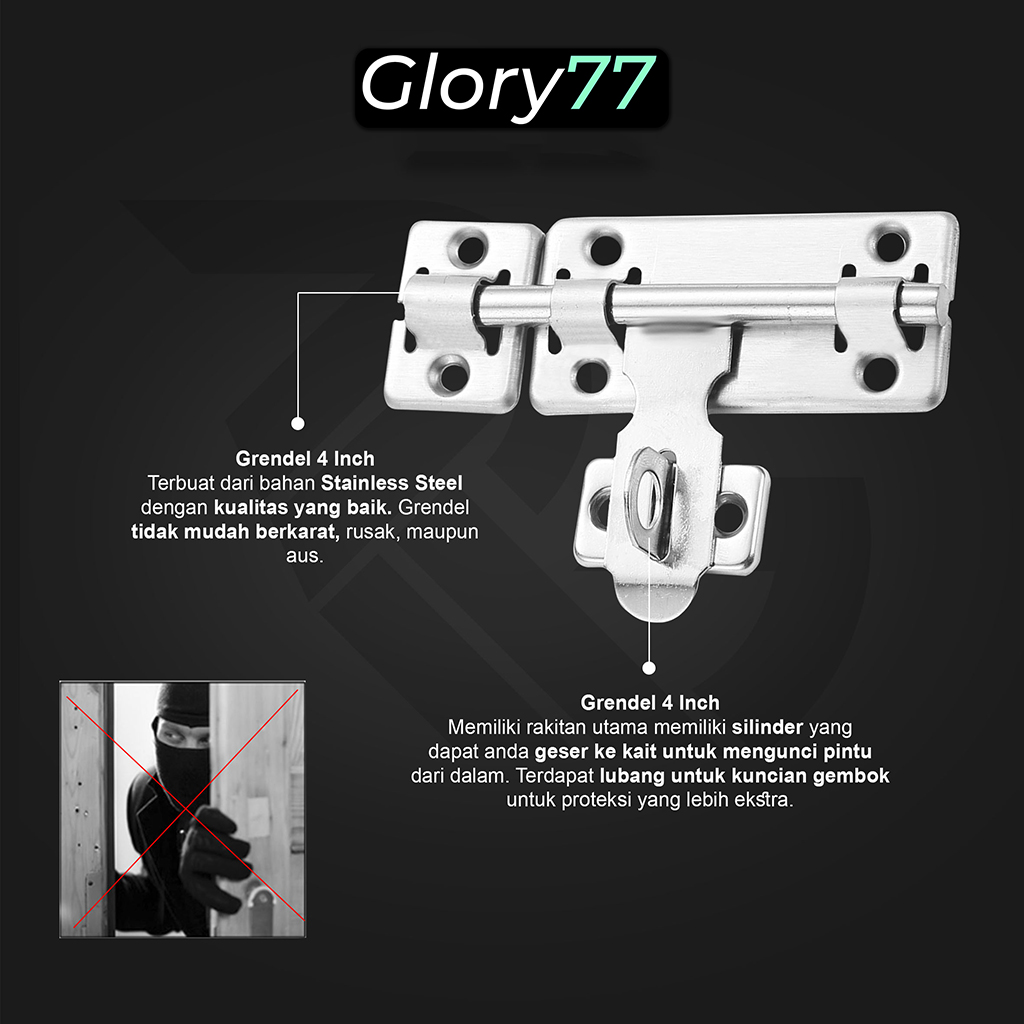 Glory77
Grendel 4 Inch
Terbuat dari bahan Stainless Steel
dengan kualitas yang baik. Grendel
tidak mudah berkarat, rusak, maupun
aus.
Grendel 4 Inch
Memiliki rakitan utama memiliki silinder yang
dapat anda geser ke kait untuk mengunci pintu
dari dalam. Terdapat lubang untuk kuncian gembok
untuk proteksi yang lebih ekstra.